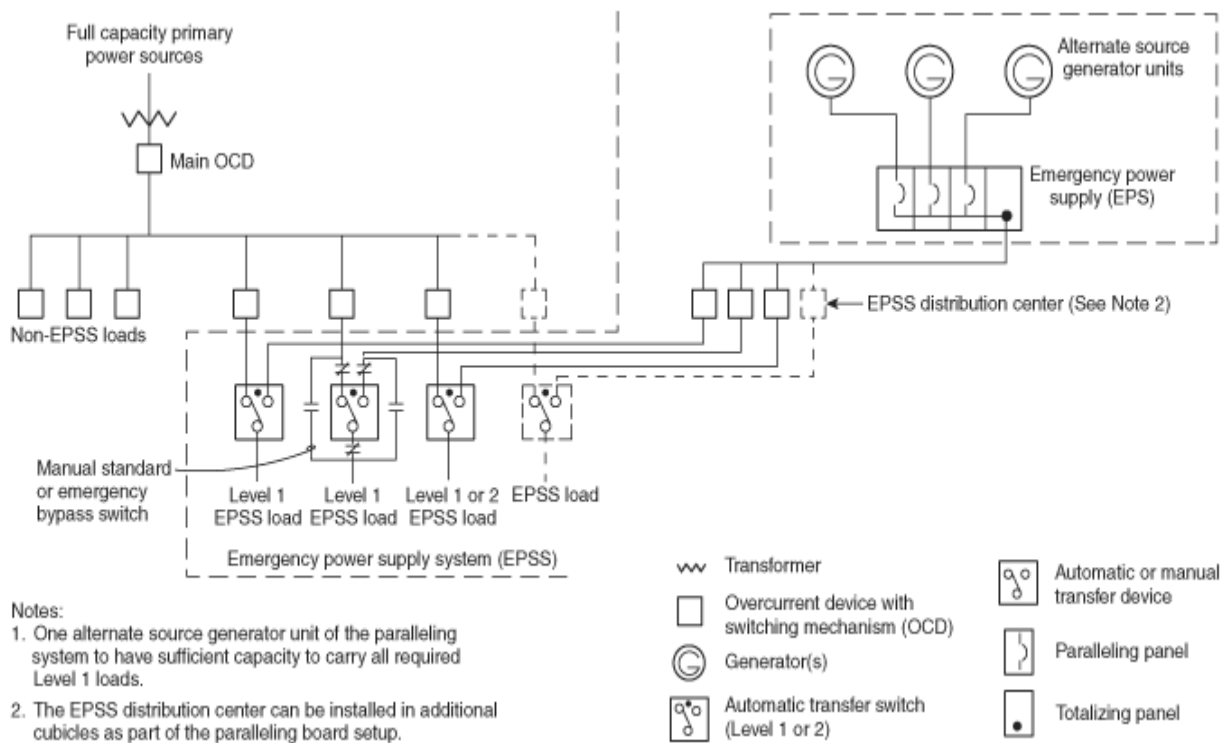 Full capacity primary
power sources
Main OCD
Alternate source
generator units
Emergency power
supply (EPS)
Non-EPSS loads
EPSS distribution center (See Note 2)
Manual standard
or emergency
bypass switch
Level 1
EPSS load
Level 1
EPSS load
Level 1 or 2
EPSS load
EPSS load
Emergency power supply system (EPSS)
Notes:
1. One alternate source generator unit of the paralleling
system to have sufficient capacity to carry all required
Level 1 loads.
2. The EPSS distribution center can be installed in additional
cubicles as part of the paralleling board setup.
Transformer
Overcurrent device with
switching mechanism (OCD)
Generator(s)
Automatic transfer switch
(Level 1 or 2)
Automatic or manual
transfer device
Paralleling panel
Totalizing panel